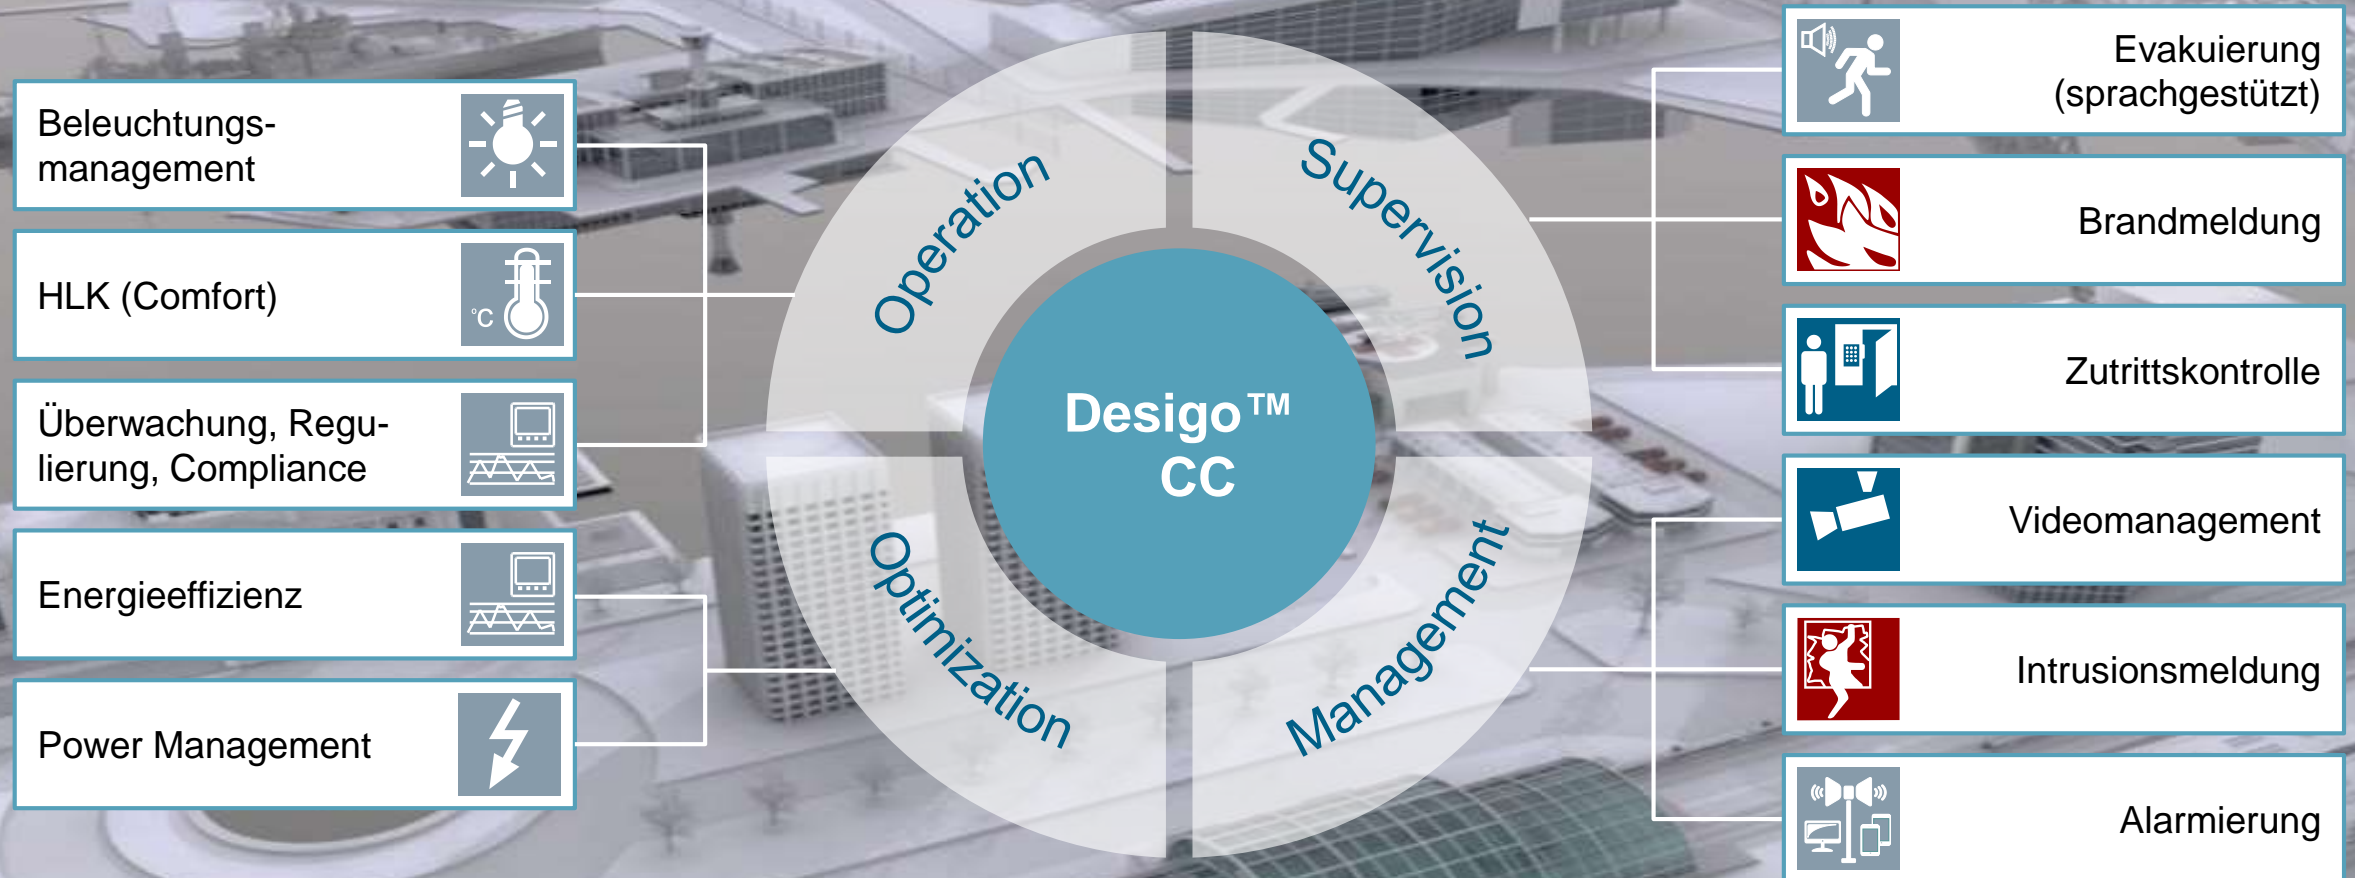 Beleuchtungs-
management
HLK (Comfort)
°C
Überwachung, Regu-
lierung, Compliance
Energieeffizienz
Power Management
Operation
Supervision
Desigo™
CC
Optimization
Management
Evakuierung
(sprachgestützt)
Brandmeldung
Zutrittskontrolle
Videomanagement
Intrusionsmeldung
Alarmierung